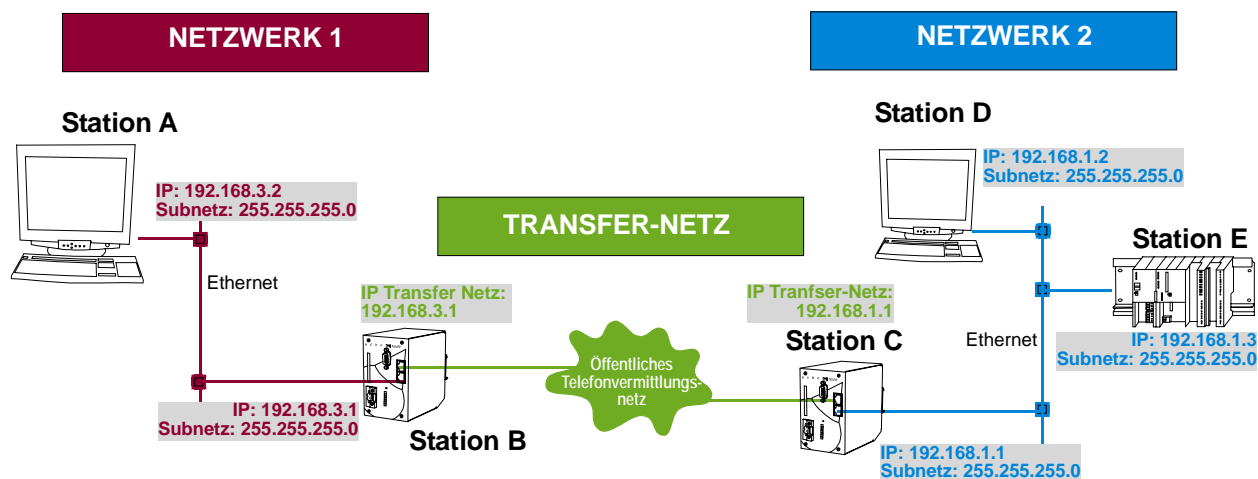 NETZWERK 1
NETZWERK 2
Station A
Station D
IP: 192.168.1.2
Subnetz: 255.255.255.0
IP: 192.168.3.2
Subnetz: 255.255.255.0
TRANSFER-NETZ
Station E
Ethernet
IP Transfer Netz:
192.168.3.1
IP Tranfser-Netz:
192.168.1.1
Station C
Ethernet
IP: 192.168.1.3
Subnetz: 255.255.255.0
Öffentliches
Telefonvermittlungs-
netz
IP: 192.168.3.1
Subnetz: 255.255.255.0
Station B
IP: 192.168.1.1
Subnetz: 255.255.255.0